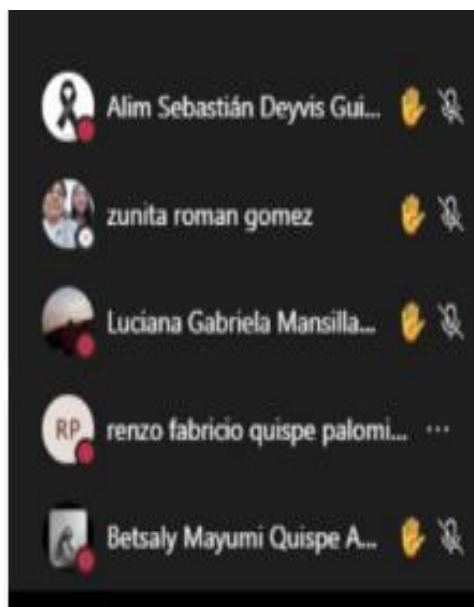 Alim Sebastián Deyvis Gui...
zunita roman gomez
Luciana Gabriela Mansilla...
RP renzo fabricio quispe palomi... ...
Betsaly Mayumi Quispe A...